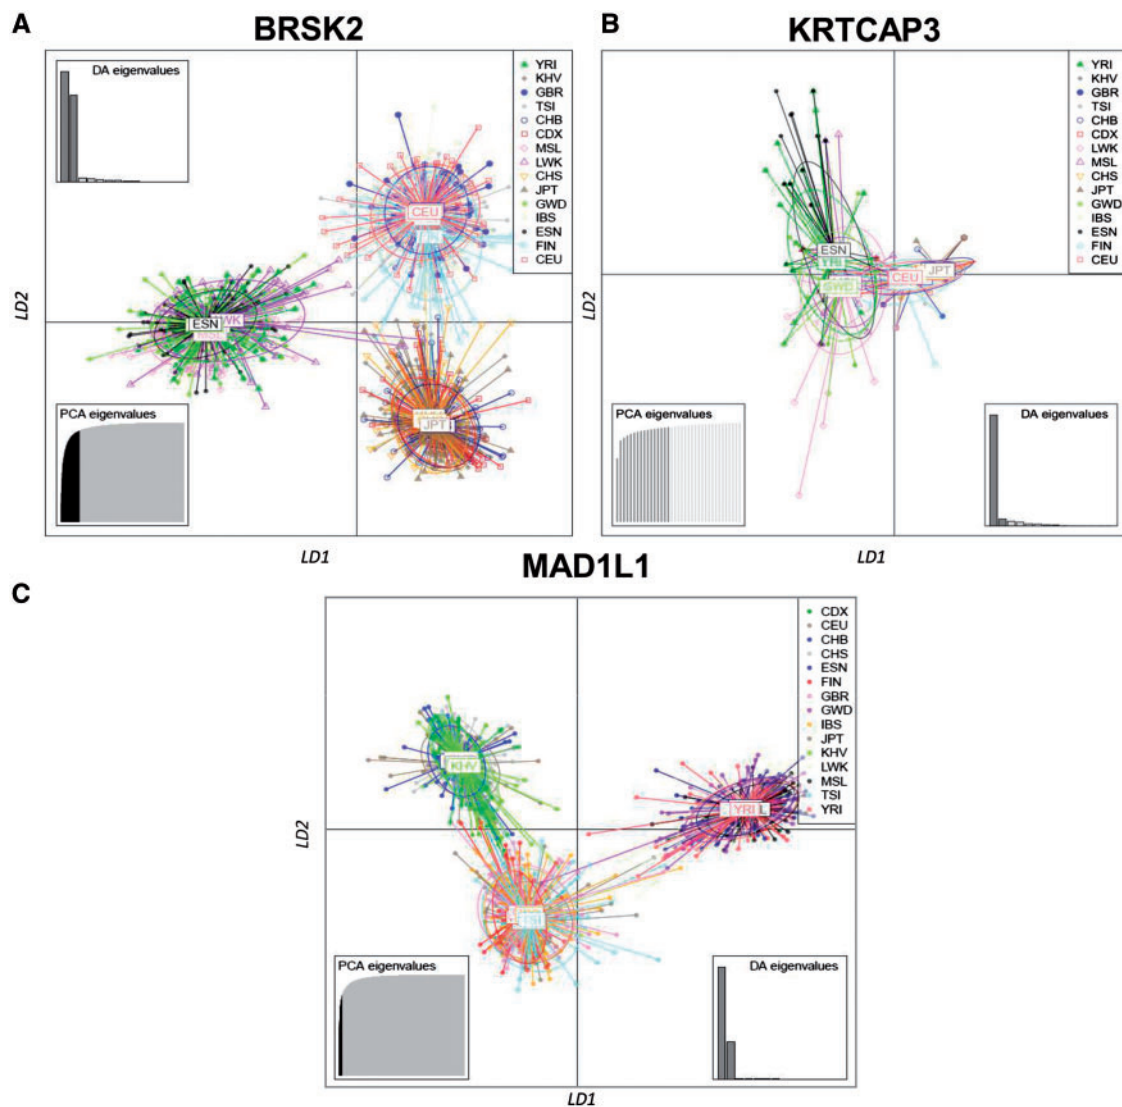 A
BRSK2
DA eigenvalues
YRI
KHV
GBR
TSI
CHB
CDX
MSL
LWK
CHS
JPT
GWD
IBS
ESN
FIN
CEU
CEU
ESN
WK
JPT
PCA eigenvalues
LD2
LD1
B
KRTCAP3
YRI
KHV
GBR
TSI
CHB
CDX
LWK
MSL
CHS
JPT
GWD
IBS
ESN
FIN
CEU
ESN
YRI
GWD
CEU
JPT
PCA eigenvalues
DA eigenvalues
LD2
LD1
C
MAD1L1
CDX
CEU
CHB
CHS
ESN
FIN
GBR
GWD
IBS
JPT
KHV
LWK
MSL
TSI
YRI
KHV
YRI
L
TSI
PCA eigenvalues
DA eigenvalues
LD2
LD1